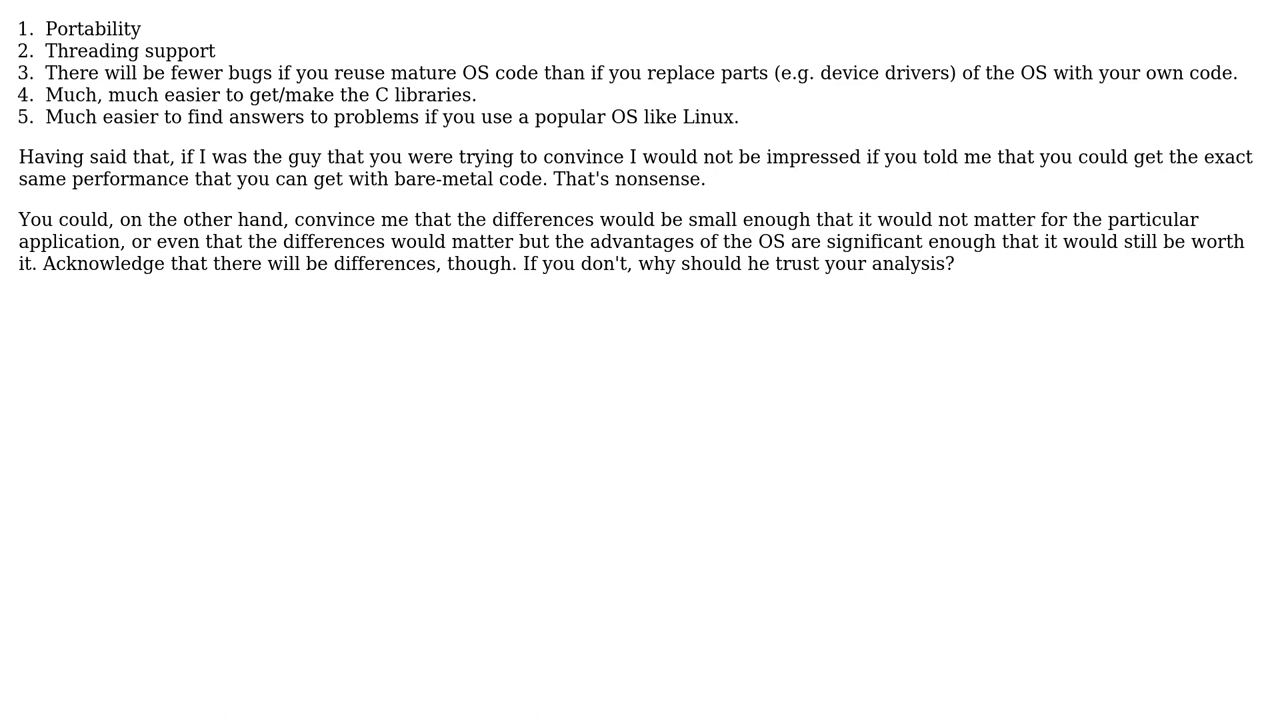 1. Portability
2. Threading support
3. There will be fewer bugs if you reuse mature OS code than if you replace parts (e.g. device drivers) of the OS with your own code.
4. Much, much easier to get/make the C libraries.
5. Much easier to find answers to problems if you use a popular OS like Linux.
Having said that, if I was the guy that you were trying to convince I would not be impressed if you told me that you could get the exact
same performance that you can get with bare-metal code. That's nonsense.
You could, on the other hand, convince me that the differences would be small enough that it would not matter for the particular
application, or even that the differences would matter but the advantages of the OS are significant enough that it would still be worth
it. Acknowledge that there will be differences, though. If you don't, why should he trust your analysis?